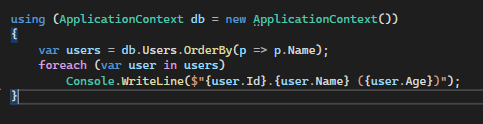 using (ApplicationContext db = new ApplicationContext())
{
    var users = db.Users.OrderBy(p => p.Name);
    foreach (var user in users)
        Console.WriteLine($"{user.Id}.{user.Name} ({user.Age})");
}